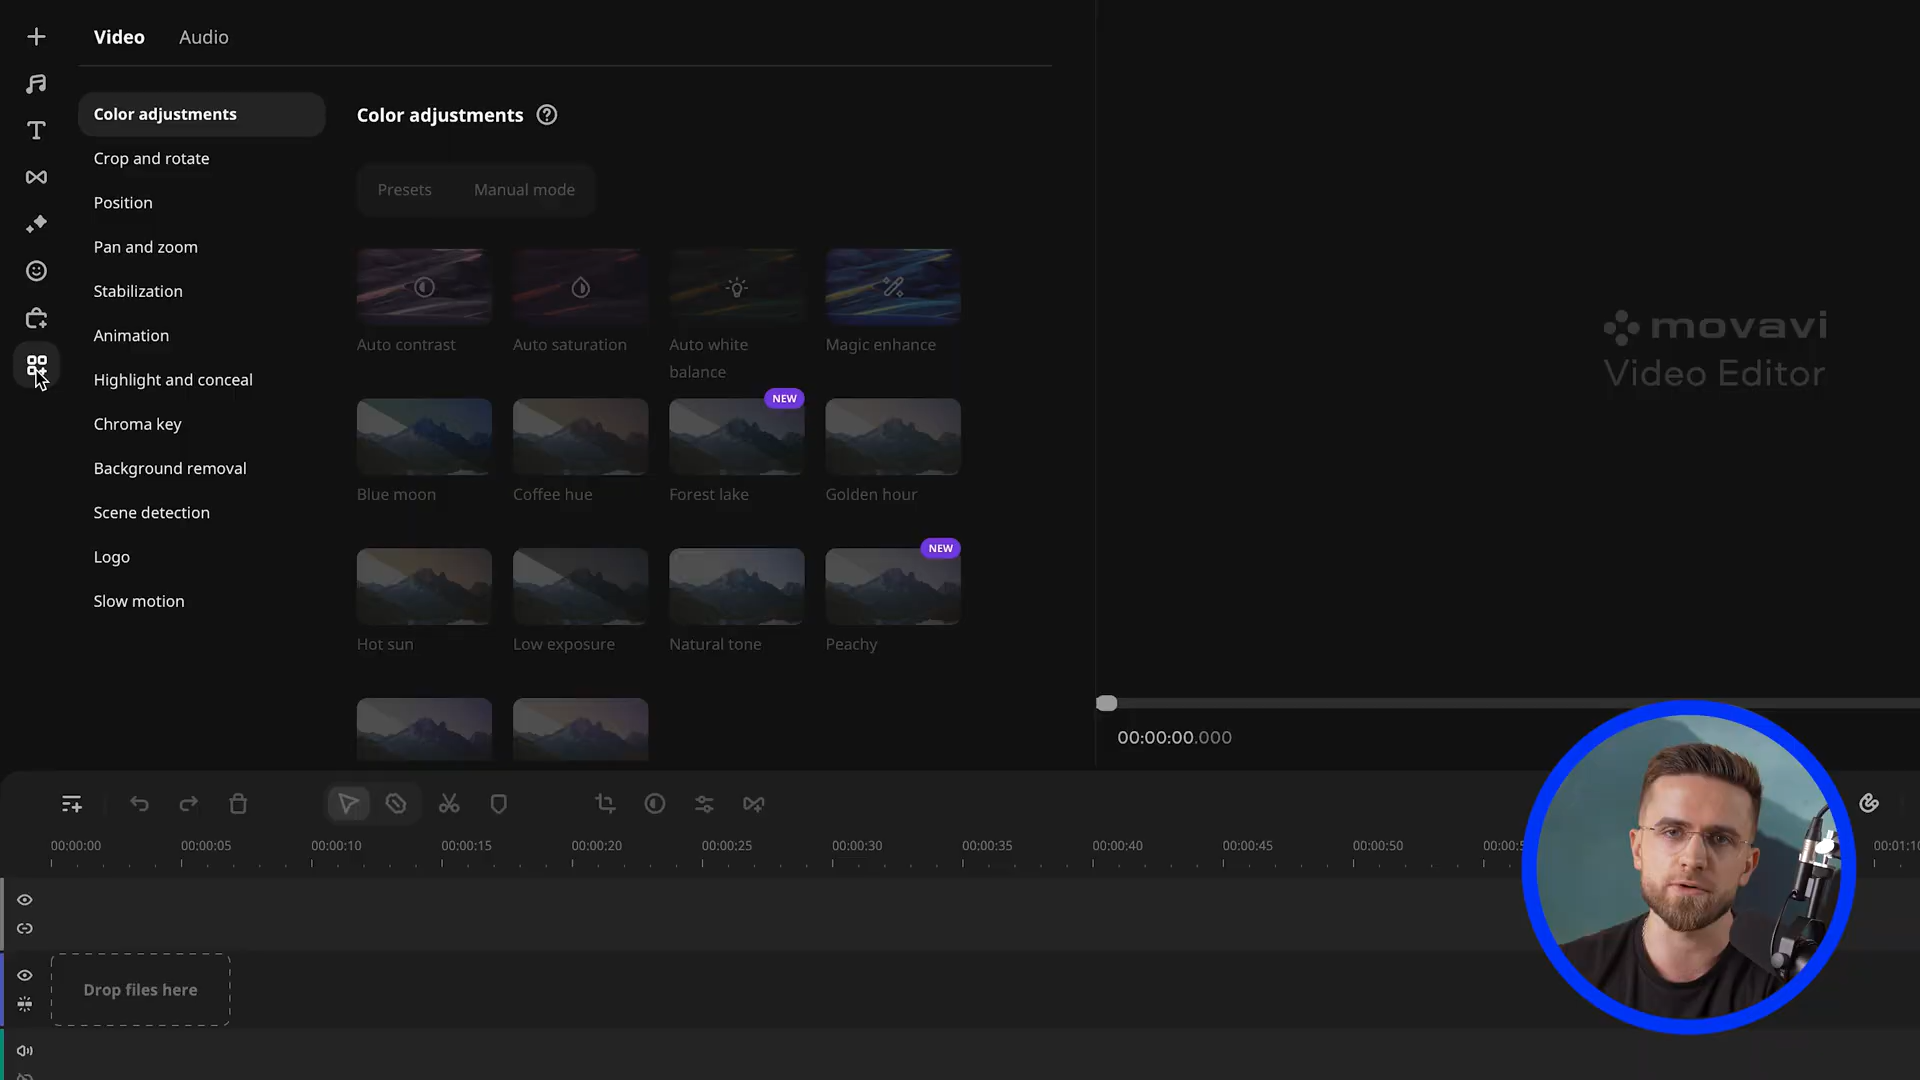 Video
Audio
Color adjustments
Crop and rotate
Position
Pan and zoom
Stabilization
Animation
Highlight and conceal
Chroma key
Background removal
Scene detection
Logo
Slow motion
Color adjustments ?
Presets
Manual mode
Auto contrast
Auto saturation
Auto white
balance
Magic enhance
Blue moon
Coffee hue
NEW
Forest lake
Golden hour
Hot sun
Low exposure
Natural tone
NEW
Peachy
movavi
Video Editor
00:00:00.000
00:00:00
00:00:05
00:00:10
00:00:15
00:00:20
00:00:25
00:00:30
00:00:35
00:00:40
00:00:45
00:00:50
Drop files here